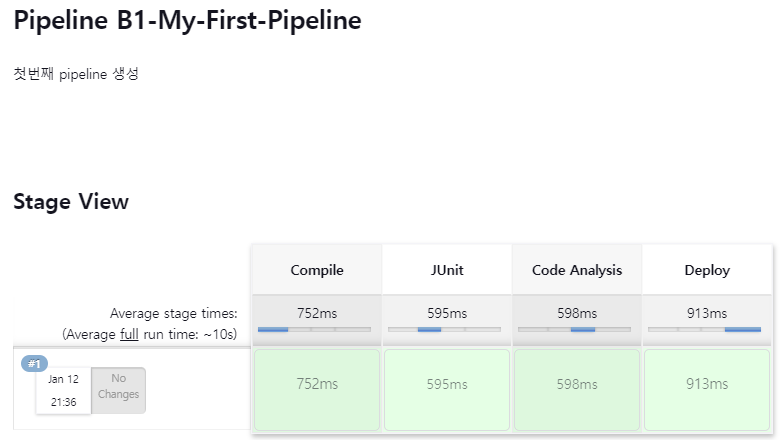 Pipeline B1-My-First-Pipeline
첫번째 pipeline 생성
Stage View
Compile JUnit Code Analysis Deploy
Average stage times: 752ms 595ms 598ms 913ms
(Average full run time: ~10s)
#1
Jan 12 No
21:36 Changes
752ms 595ms 598ms 913ms